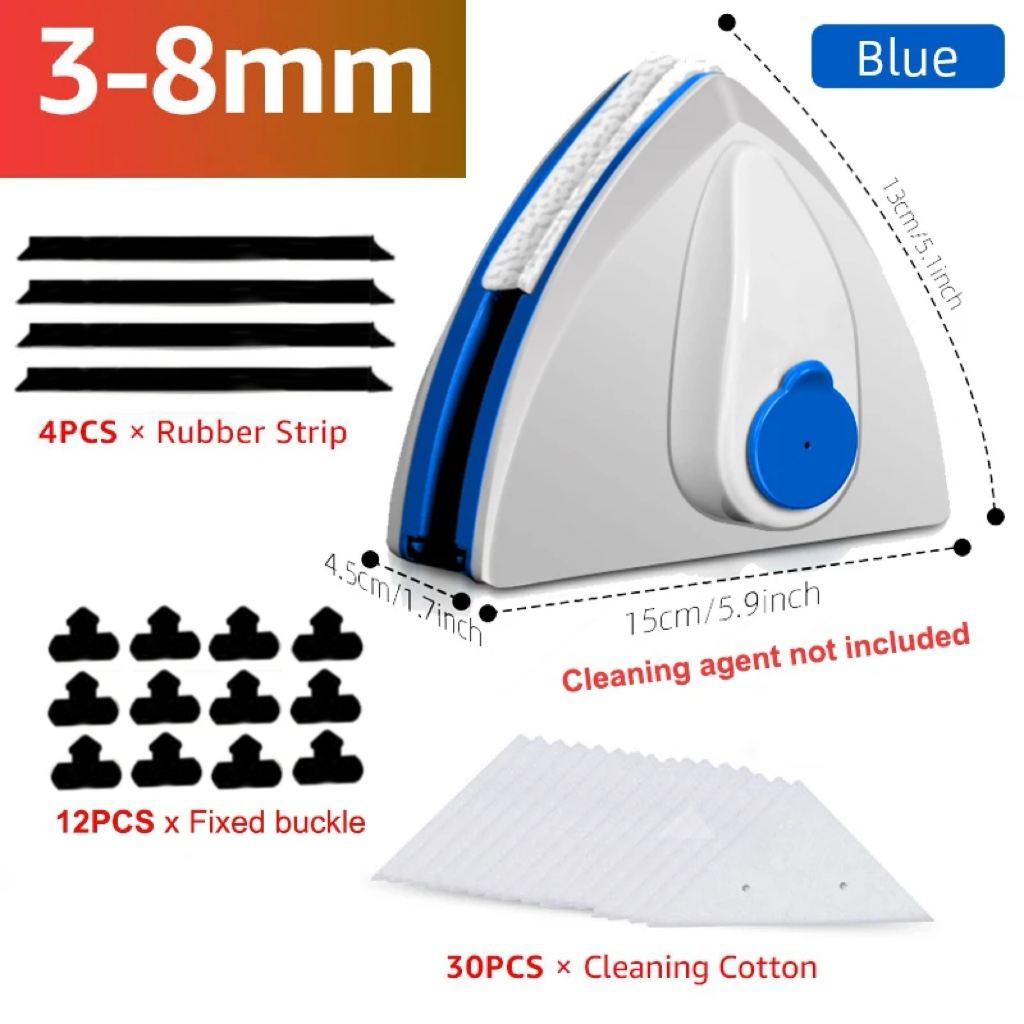 3-8mm
Blue
13cm/5.1inch
4PCS × Rubber Strip
4.5cm/1.7inch
15cm/5.9inch
Cleaning agent not included
12PCS x Fixed buckle
30PCS × Cleaning Cotton